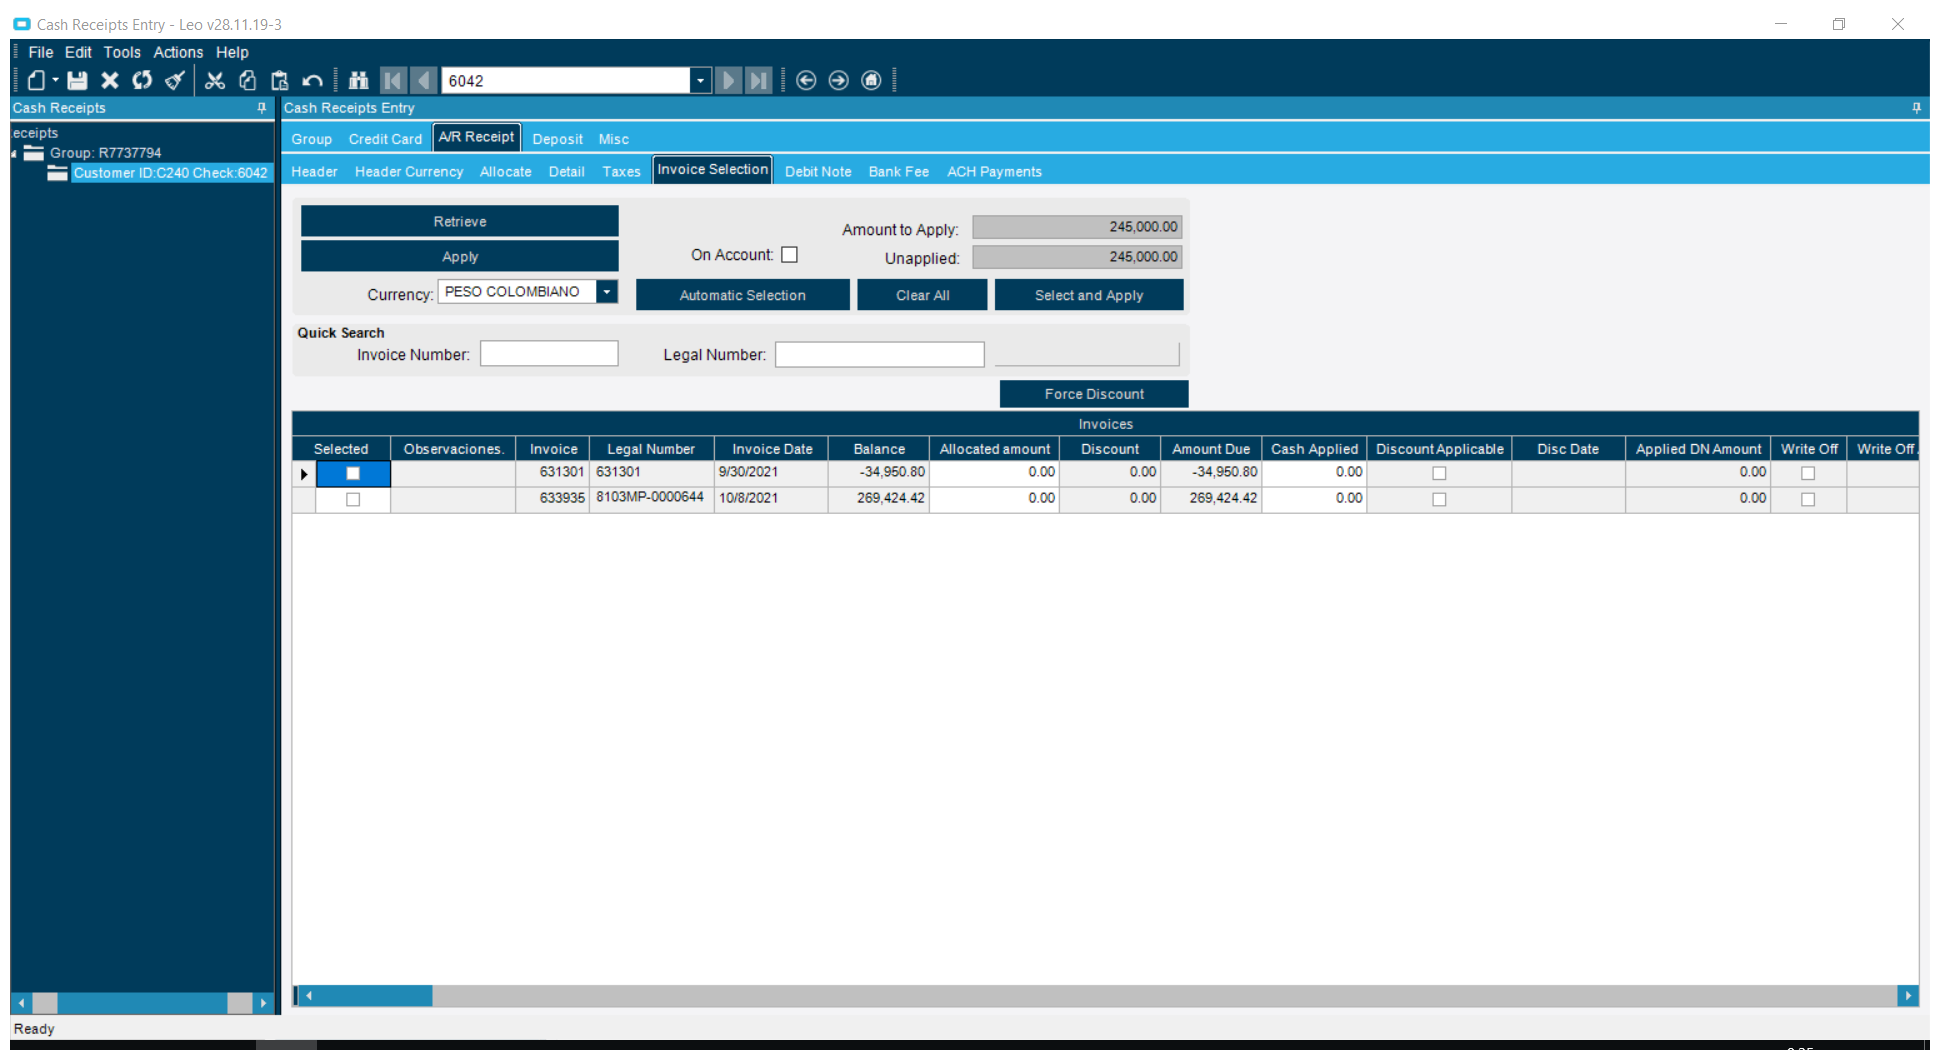 Cash Receipts Entry - Leo v28.11.19-3
File Edit Tools Actions Help
6042
Cash Receipts
Cash Receipts Entry
eceipts
Group: R7737794
Customer ID:C240 Check:6042
Group Credit Card A/R Receipt Deposit Misc
Header Header Currency Allocate Detail Taxes Invoice Selection Debit Note Bank Fee ACH Payments
Retrieve
Amount to Apply: 245,000.00
Apply
On Account:
Unapplied: 245,000.00
Currency: PESO COLOMBIANO
Automatic Selection Clear All Select and Apply
Quick Search
Invoice Number: Legal Number:
Force Discount
Invoices
Selected Observaciones. Invoice Legal Number Invoice Date Balance Allocated amount Discount Amount Due Cash Applied Discount Applicable Disc Date Applied DN Amount Write Off Write Off
631301 631301 9/30/2021 -34,950.80 0.00 0.00 -34,950.80 0.00 0.00
633935 8103MP-0000644 10/8/2021 269,424.42 0.00 0.00 269,424.42 0.00 0.00
Ready